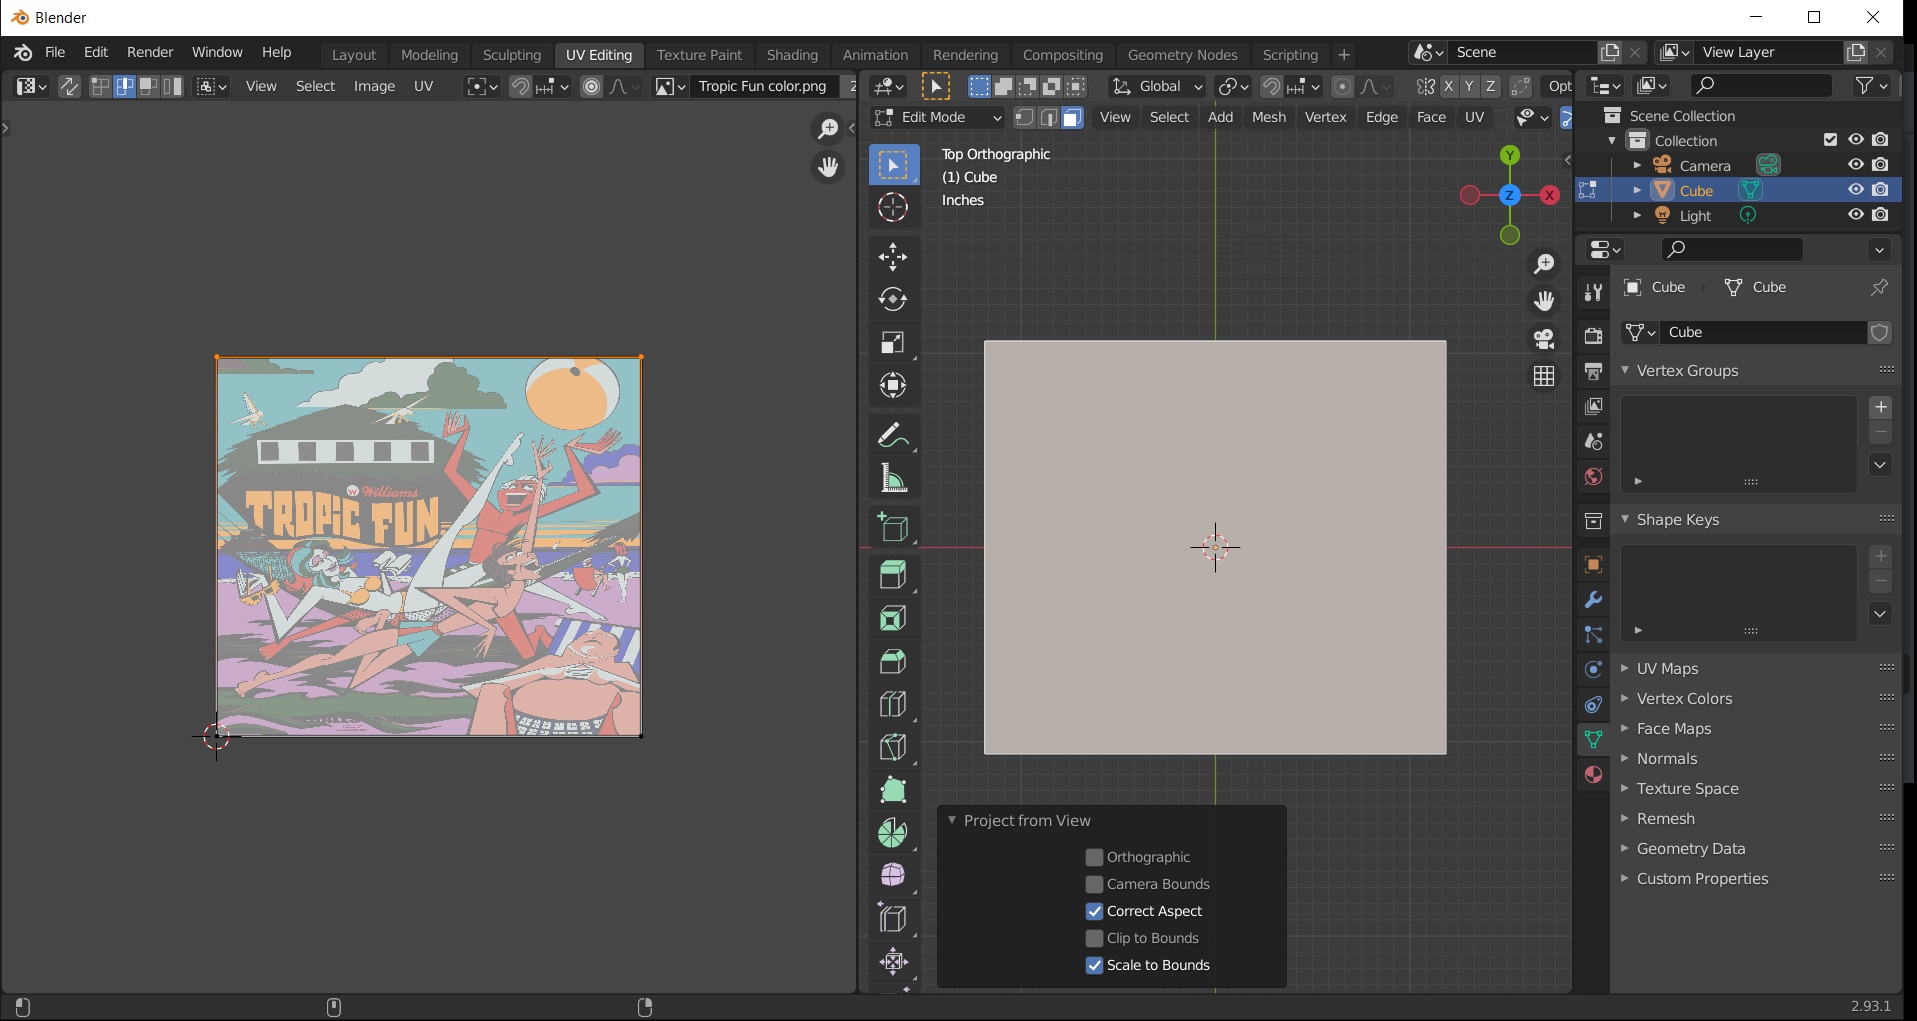 Blender
File Edit Render Window Help Layout Modeling Sculpting UV Editing Texture Paint Shading Animation Rendering Compositing Geometry Nodes Scripting + Scene View Layer
View Select Image UV Tropic Fun color.png 2 Global X Y Z Opt
Edit Mode View Select Add Mesh Vertex Edge Face UV
Scene Collection
Collection
Camera
Cube
Light
Top Orthographic
(1) Cube
Inches
Y
Z
X
Williams
TROPIC FUN
Cube Cube
Cube
Vertex Groups
Shape Keys
UV Maps
Vertex Colors
Face Maps
Normals
Texture Space
Remesh
Geometry Data
Custom Properties
Project from View
Orthographic
Camera Bounds
Correct Aspect
Clip to Bounds
Scale to Bounds
2.93.1